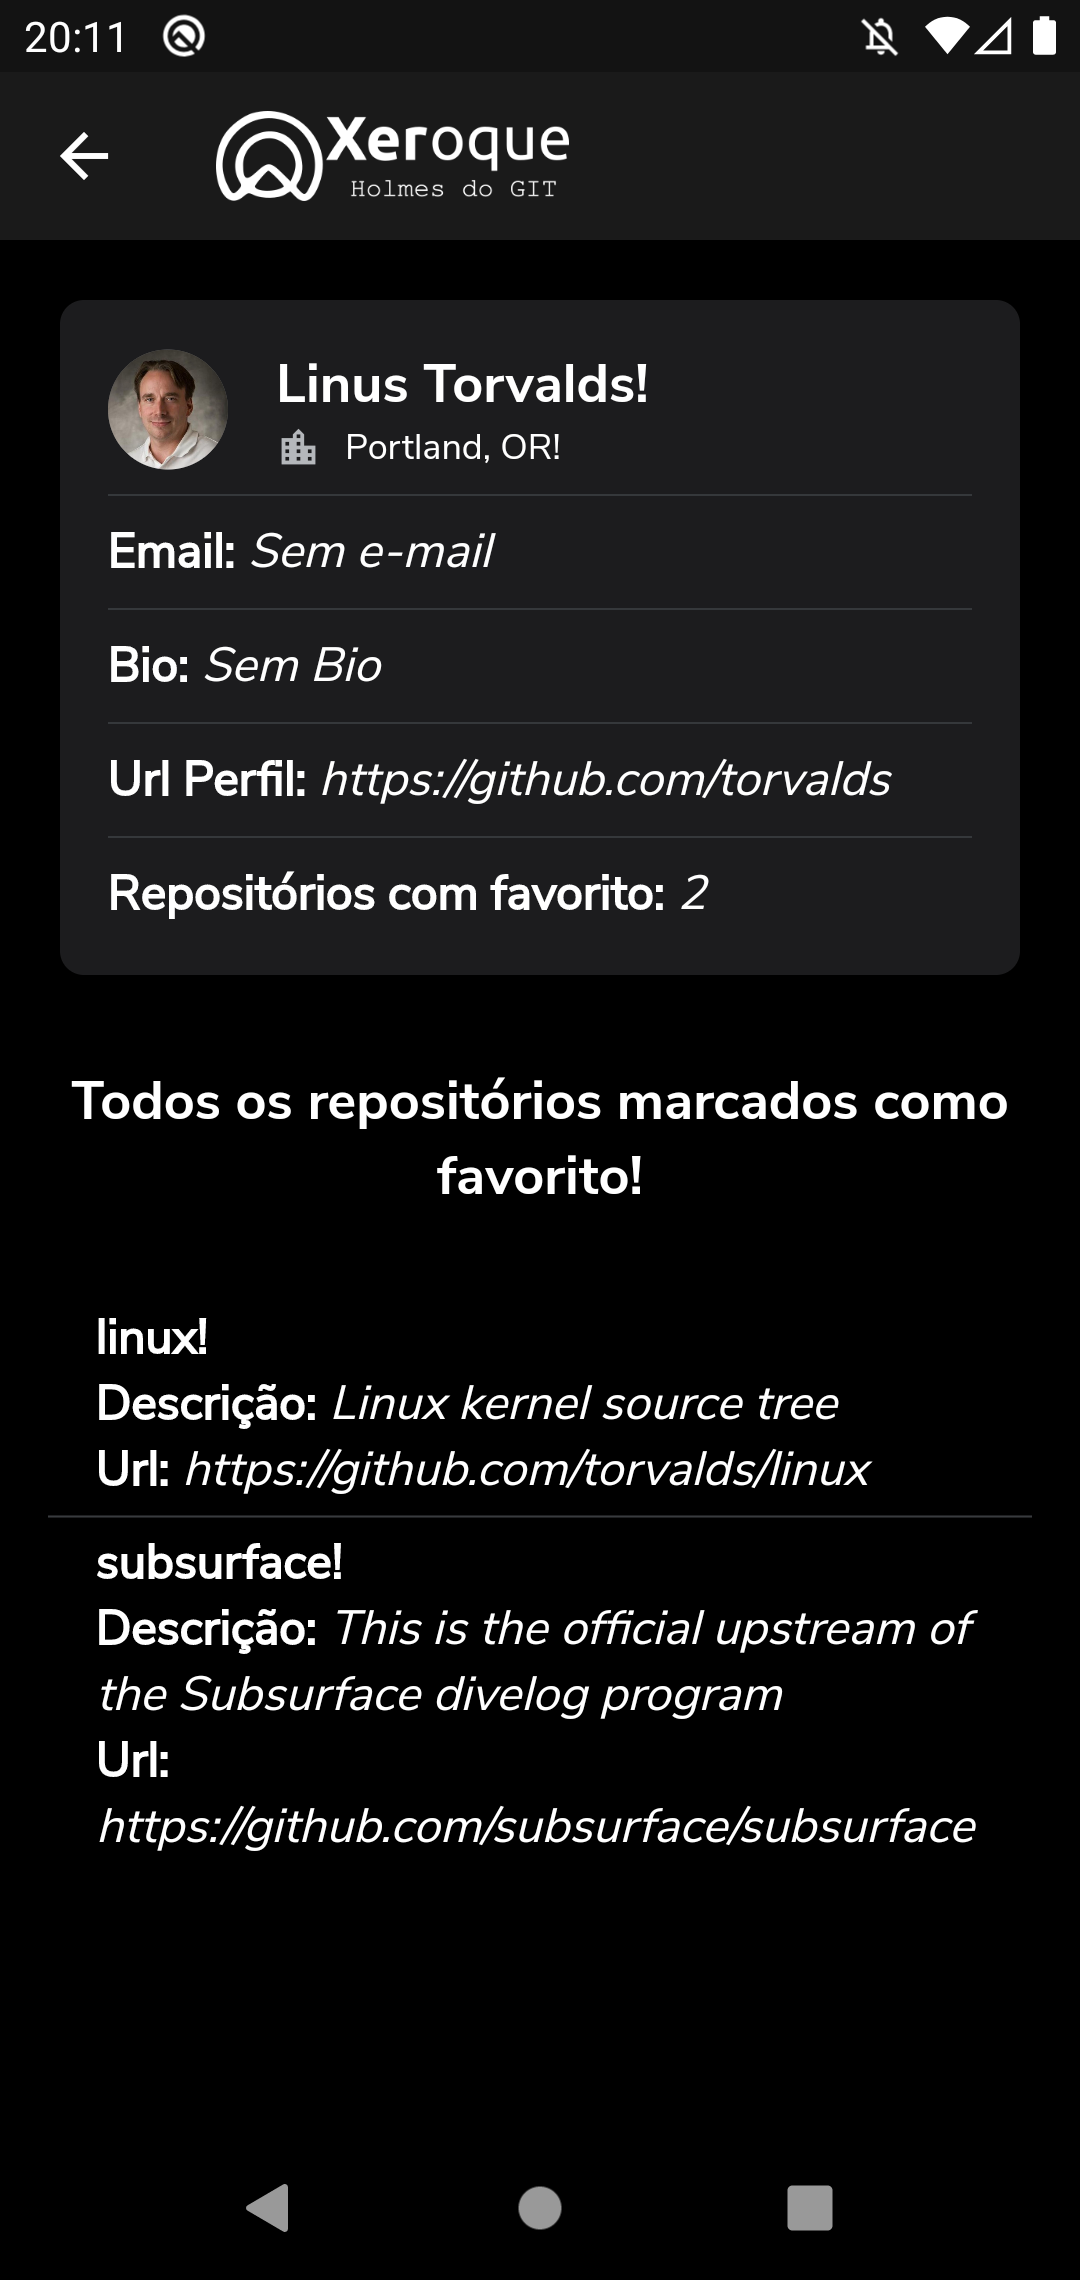 20:11
Xeroque
Holmes do GIT
Linus Torvalds!
Portland, OR!
Email: Sem e-mail
Bio: Sem Bio
Url Perfil: https://github.com/torvalds
Repositórios com favorito: 2
Todos os repositórios marcados como
favorito!
linux!
Descrição: Linux kernel source tree
Url: https://github.com/torvalds/linux
subsurface!
Descrição: This is the official upstream of
the Subsurface divelog program
Url:
https://github.com/subsurface/subsurface